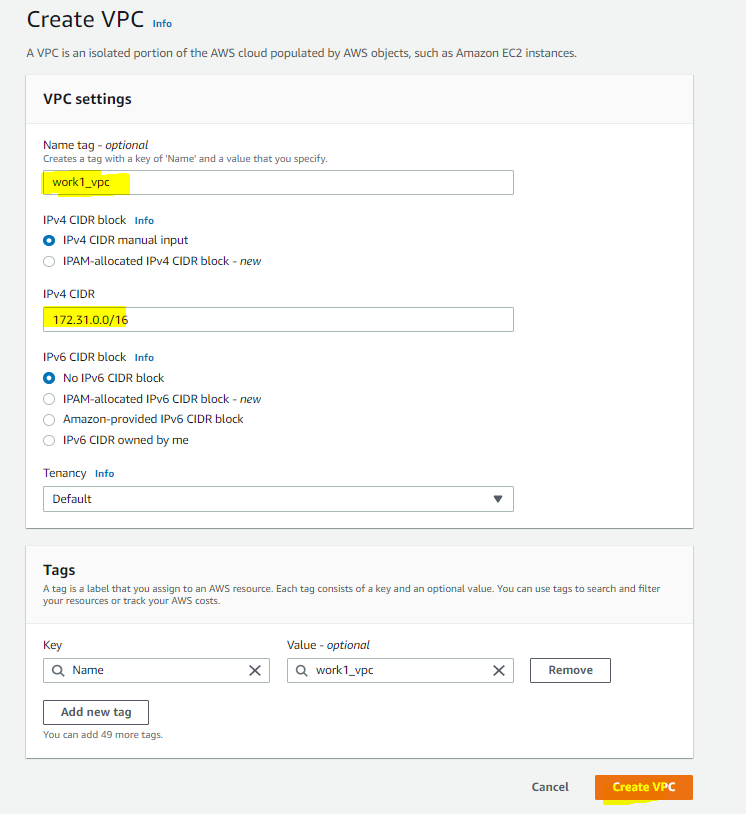 Create VPC Info
A VPC is an isolated portion of the AWS cloud populated by AWS objects, such as Amazon EC2 instances.
VPC settings
Name tag - optional
Creates a tag with a key of 'Name' and a value that you specify.
work1_vpc
IPv4 CIDR block Info
IPv4 CIDR manual input
IPAM-allocated IPv4 CIDR block - new
IPv4 CIDR
172.31.0.0/16
IPv6 CIDR block Info
No IPv6 CIDR block
IPAM-allocated IPv6 CIDR block - new
Amazon-provided IPv6 CIDR block
IPv6 CIDR owned by me
Tenancy Info
Default
Tags
A tag is a label that you assign to an AWS resource. Each tag consists of a key and an optional value. You can use tags to search and filter
your resources or track your AWS costs.
Key Value - optional
Name work1_vpc Remove
Add new tag
You can add 49 more tags.
Cancel Create VPC